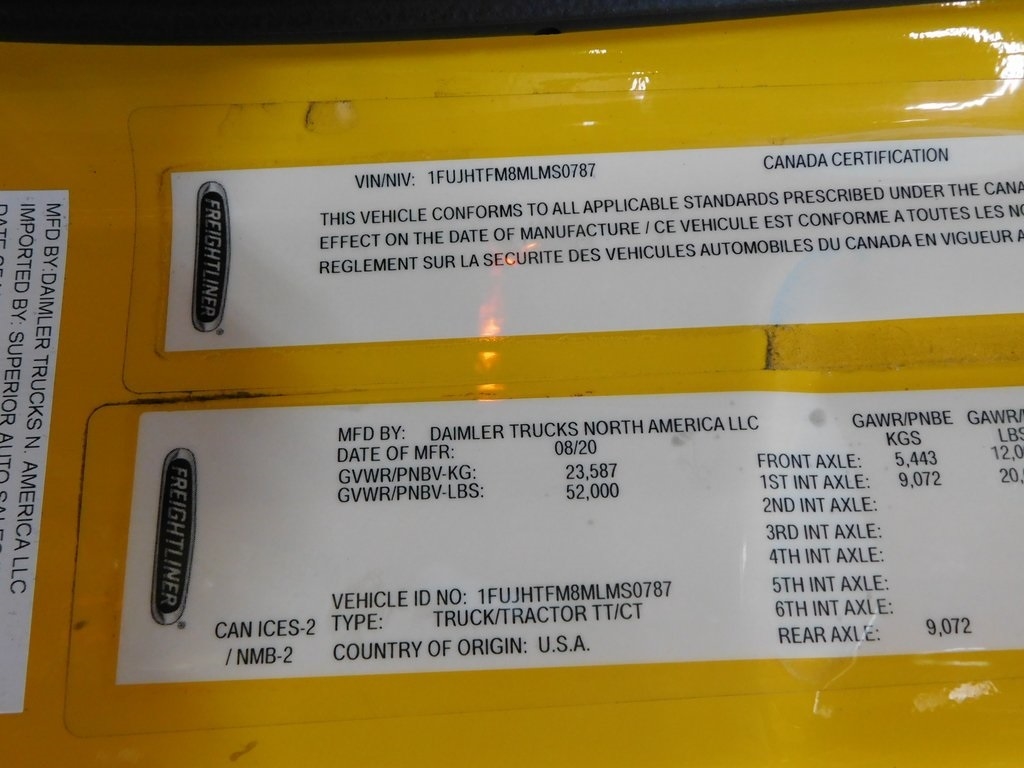 VIN/NIV: 1FUJHTFM8MLMS0787 CANADA CERTIFICATION
THIS VEHICLE CONFORMS TO ALL APPLICABLE STANDARDS PRESCRIBED UNDER THE CANA
EFFECT ON THE DATE OF MANUFACTURE / CE VEHICULE EST CONFORME A TOUTES LES NO
REGLEMENT SUR LA SECURITE DES VEHICULES AUTOMOBILES DU CANADA EN VIGUEUR A
FREIGHTLINER
MFD BY:DAIMLER TRUCKS N. AMERICA LLC
IMPORTED BY: SUPERIOR AUTO SALES
FREIGHTLINER
CAN ICES-2
/ NMB-2
MFD BY: DAIMLER TRUCKS NORTH AMERICA LLC
DATE OF MFR: 08/20
GVWR/PNBV-KG: 23,587
GVWR/PNBV-LBS: 52,000
VEHICLE ID NO: 1FUJHTFM8MLMS0787
TYPE: TRUCK/TRACTOR TT/CT
COUNTRY OF ORIGIN: U.S.A.
GAWR/PNBE GAWR/
KGS LBS
FRONT AXLE: 5,443 12,0
1ST INT AXLE: 9,072 20,
2ND INT AXLE:
3RD INT AXLE:
4TH INT AXLE:
5TH INT AXLE:
6TH INT AXLE:
REAR AXLE: 9,072